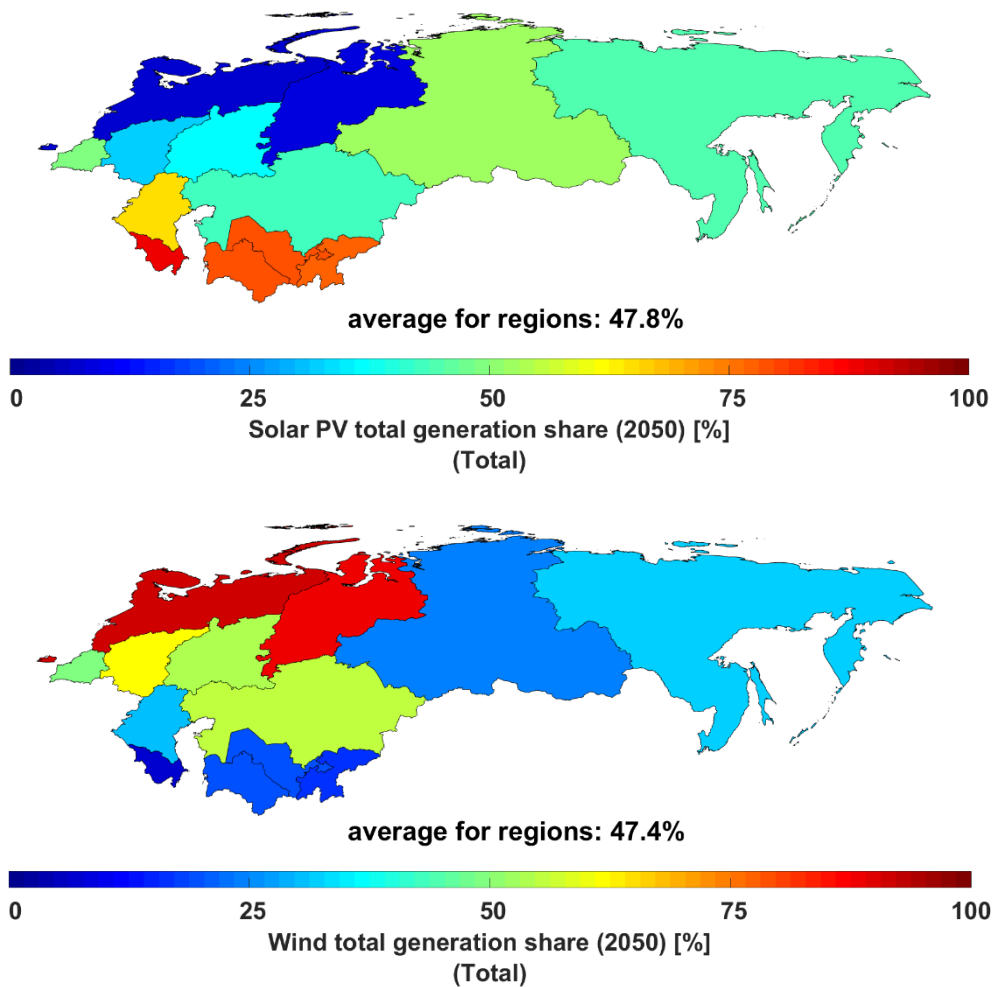 average for regions: 47.8%
0 25 50 75 100
Solar PV total generation share (2050) [%]
(Total)
average for regions: 47.4%
0 25 50 75 100
Wind total generation share (2050) [%]
(Total)